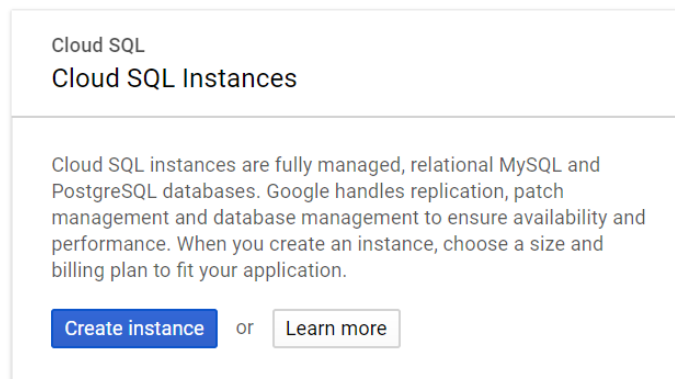 Cloud SQL
Cloud SQL Instances
Cloud SQL instances are fully managed, relational MySQL and
PostgreSQL databases. Google handles replication, patch
management and database management to ensure availability and
performance. When you create an instance, choose a size and
billing plan to fit your application.
Create instance or Learn more